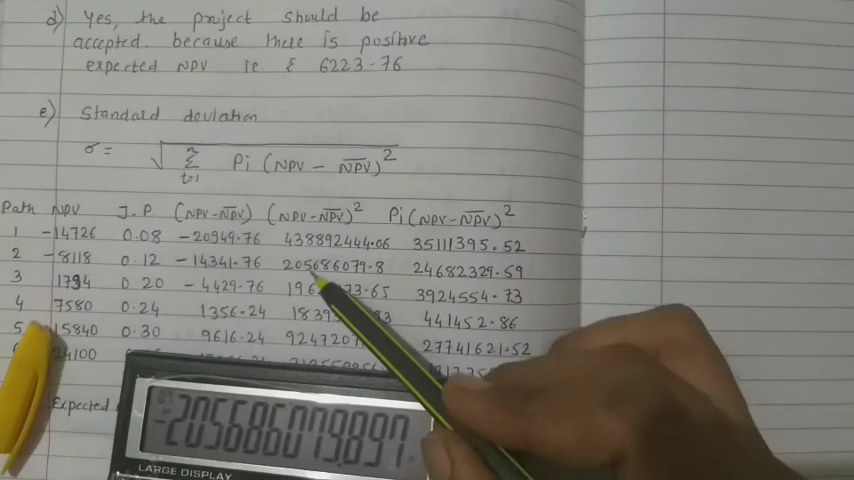 d) Yes, the project should be
accepted. because there is positive
expected NPV ie ₹ 6223.76
e) Standard deviation
σ= √ n Σ t=1 Pi (NPV - N̅P̅V̅)²
Path NPV J.P (NPV-N̅P̅V̅) (NPV-N̅P̅V̅)² Pi(NPV-N̅P̅V̅)²
1 -14726 0.08 -20949.76 438892444.06 35111395.52
2 -8118 0.12 -14341.76 205686079.8 24682329.59
3 1794 0.20 -4429.76 3924554.73
4 7580 0.24 1356.24 441452.86
5 15840 0.30 9616.24 27741621.52
24100
Expected
-205686079.897
LARGE DISPLAY